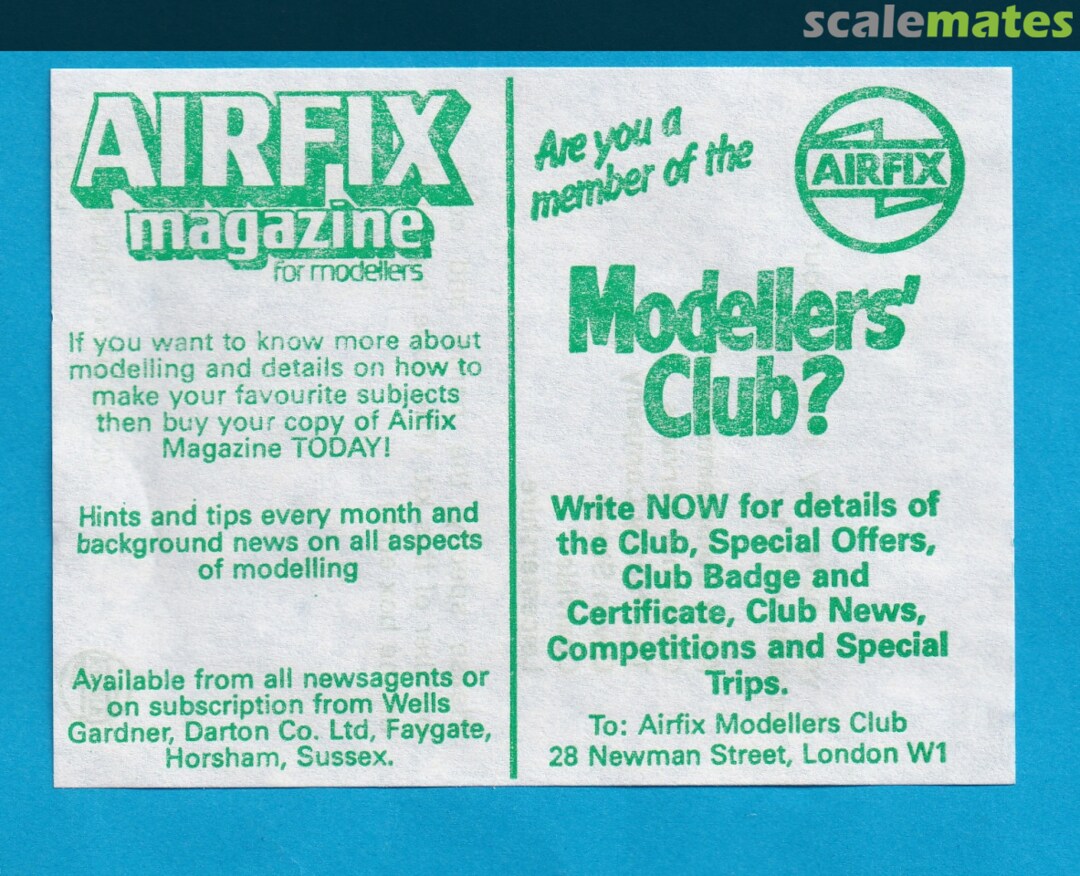 scalemates
AIRFIX
magazine
for modellers
If you want to know more about
modelling and details on how to
make your favourite subjects
then buy your copy of Airfix
Magazine TODAY!
Hints and tips every month and
background news on all aspects
of modelling
Available from all newsagents or
on subscription from Wells
Gardner, Darton Co. Ltd, Faygate,
Horsham, Sussex.
Are you a
member of the
AIRFIX
Modellers'
Club?
Write NOW for details of
the Club, Special Offers,
Club Badge and
Certificate, Club News,
Competitions and Special
Trips.
To: Airfix Modellers Club
28 Newman Street, London W1